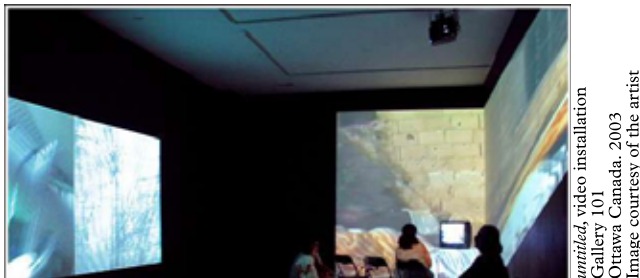 untitled, video installation
Gallery 101
Ottawa Canada. 2003
Image courtesy of the artist